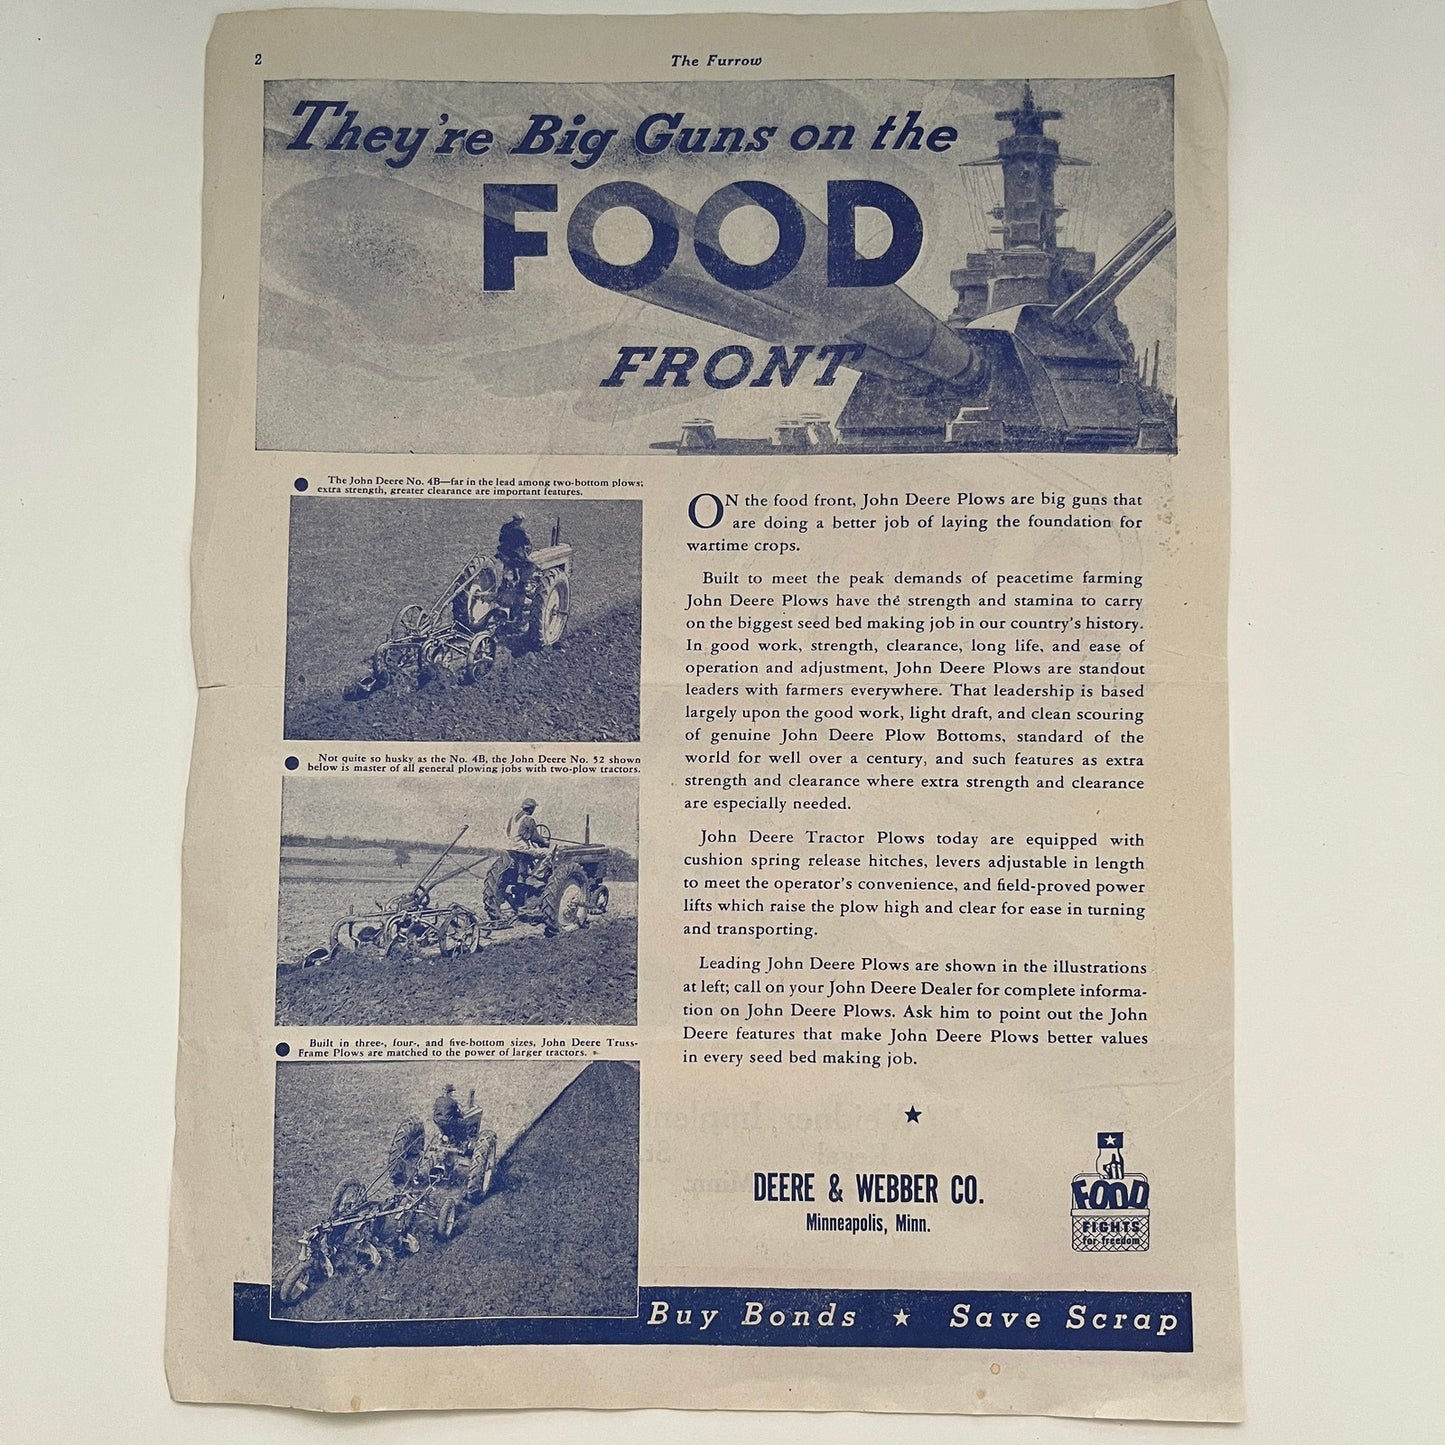 2
The Furrow
They're Big Guns on the
FOOD
FRONT
The John Deere No. 4B—far in the lead among two-bottom plows;
extra strength, greater clearance are important features.
Not quite so husky as the No. 4B, the John Deere No. 52 shown
below is master of all general plowing jobs with two-plow tractors.
Built in three-, four-, and five-bottom sizes, John Deere Truss-
Frame Plows are matched to the power of larger tractors.
ON the food front, John Deere Plows are big guns that
are doing a better job of laying the foundation for
wartime crops.
Built to meet the peak demands of peacetime farming
John Deere Plows have the strength and stamina to carry
on the biggest seed bed making job in our country's history.
In good work, strength, clearance, long life, and ease of
operation and adjustment, John Deere Plows are standout
leaders with farmers everywhere. That leadership is based
largely upon the good work, light draft, and clean scouring
of genuine John Deere Plow Bottoms, standard of the
world for well over a century, and such features as extra
strength and clearance where extra strength and clearance
are especially needed.
John Deere Tractor Plows today are equipped with
cushion spring release hitches, levers adjustable in length
to meet the operator's convenience, and field-proved power
lifts which raise the plow high and clear for ease in turning
and transporting.
Leading John Deere Plows are shown in the illustrations
at left; call on your John Deere Dealer for complete informa-
tion on John Deere Plows. Ask him to point out the John
Deere features that make John Deere Plows better values
in every seed bed making job.
DEERE & WEBBER CO.
Minneapolis, Minn.
FOOD
FIGHTS
for freedom
Buy Bonds ★ Save Scrap